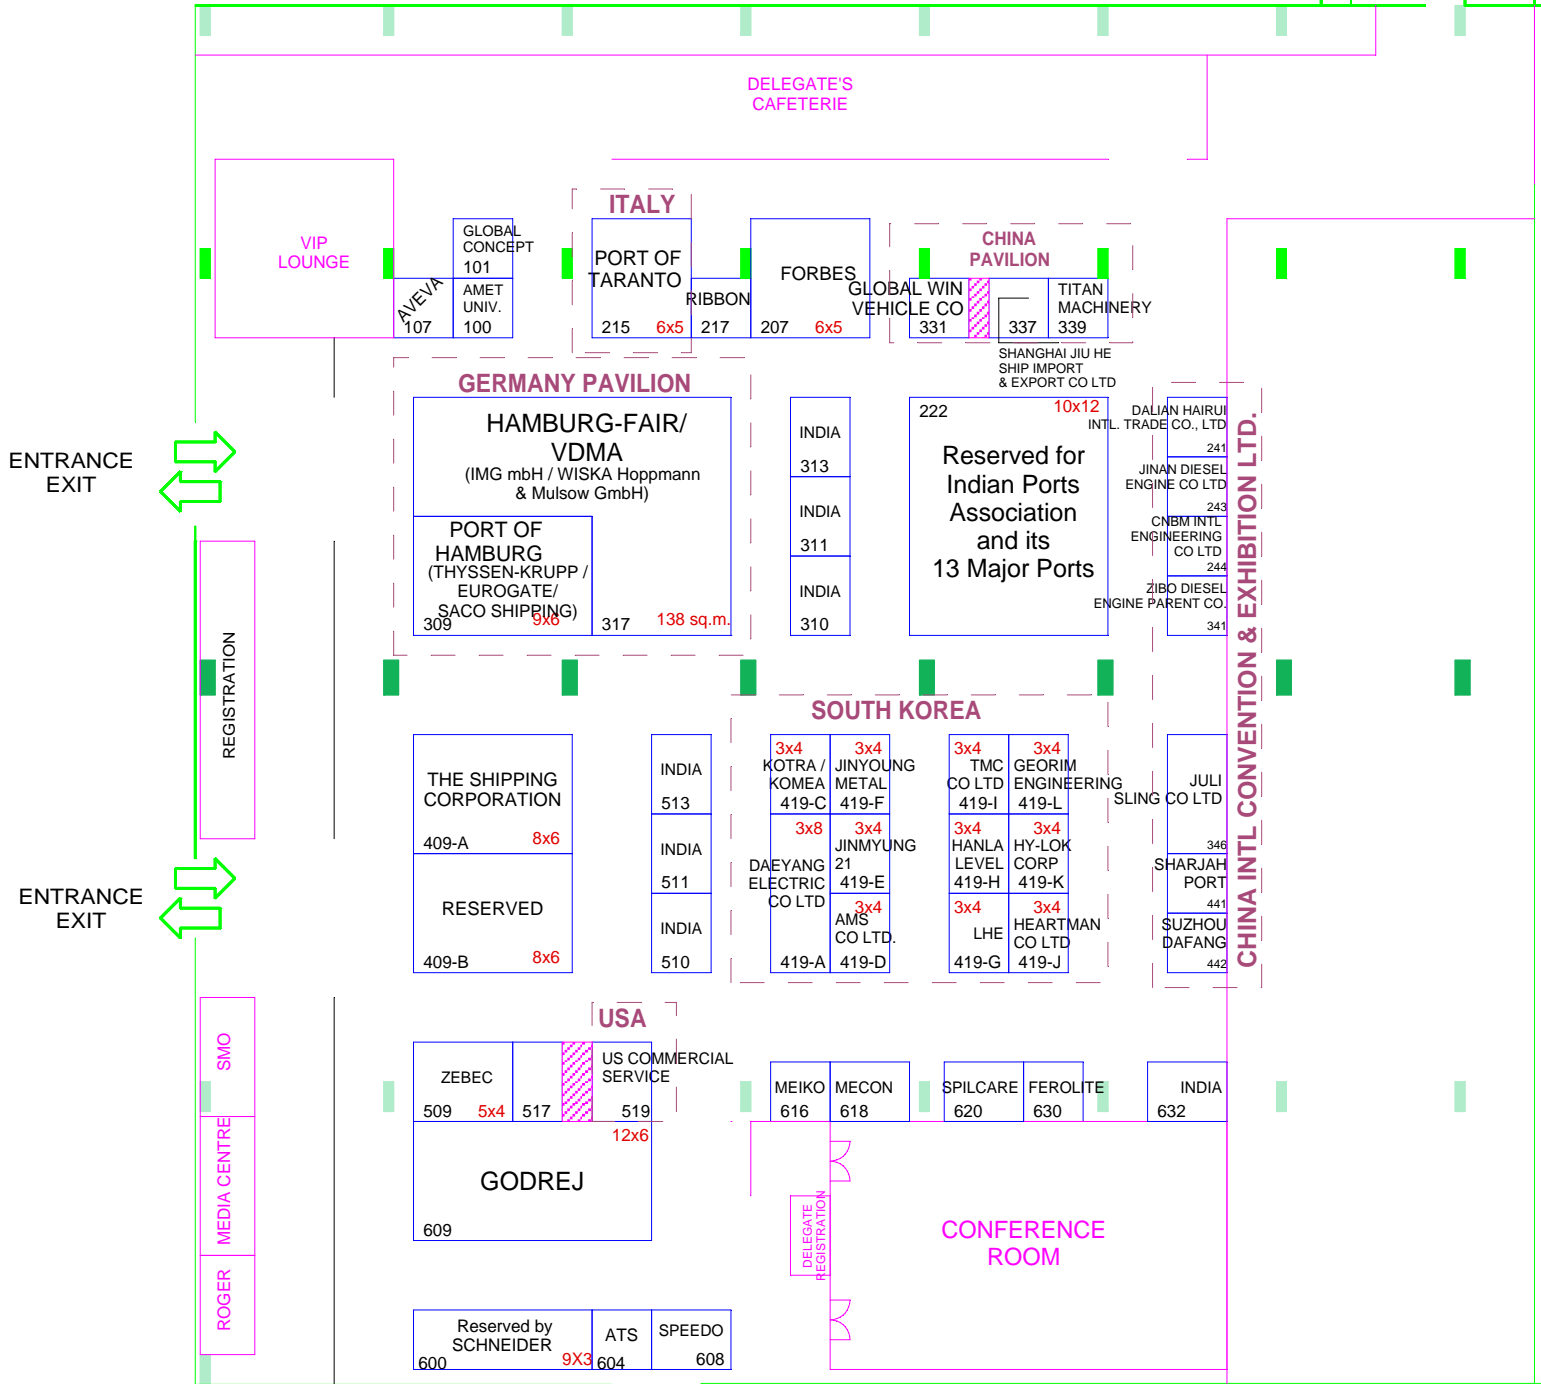 DELEGATE'S
CAFETERIE
VIP
LOUNGE
GLOBAL
CONCEPT
101
AVEVA
107
AMET
UNIV.
100
ITALY
PORT OF
TARANTO
215 6x5
RIBBON
217
FORBES
207 6x5
CHINA
PAVILION
GLOBAL WIN
VEHICLE CO
331
337
TITAN
MACHINERY
339
SHANGHAI JIU HE
SHIP IMPORT
& EXPORT CO LTD
GERMANY PAVILION
HAMBURG-FAIR/
VDMA
(IMG mbH / WISKA Hoppmann
& Mulsow GmbH)
PORT OF
HAMBURG
(THYSSEN-KRUPP /
EUROGATE/
SACO SHIPPING)
309 9x6
317 138 sq.m.
INDIA
313
INDIA
311
INDIA
310
222 10x12
Reserved for
Indian Ports
Association
and its
13 Major Ports
DALIAN HAIRUI
INTL. TRADE CO., LTD
241
JINAN DIESEL
ENGINE CO LTD
243
CNBM INTL
ENGINEERING
CO LTD
244
ZIBO DIESEL
ENGINE PARENT CO.
341
CHINA INTL CONVENTION & EXHIBITION LTD.
ENTRANCE
EXIT
REGISTRATION
THE SHIPPING
CORPORATION
409-A 8x6
RESERVED
409-B 8x6
INDIA
513
INDIA
511
INDIA
510
SOUTH KOREA
3x4
KOTRA /
KOMEA
419-C
3x4
JINYOUNG
METAL
419-F
3x4
TMC
CO LTD
419-I
3x4
GEORIM
ENGINEERING
419-L
3x8
DAEYANG
ELECTRIC
CO LTD
419-A
3x4
JINMYUNG
21
419-E
3x4
HANLA
LEVEL
419-H
3x4
HY-LOK
CORP
419-K
3x4
AMS
CO LTD.
419-D
3x4
LHE
419-G
3x4
HEARTMAN
CO LTD
419-J
JULI
SLING CO LTD
346
SHARJAH
PORT
441
SUZHOU
DAFANG
442
ENTRANCE
EXIT
SMO
MEDIA CENTRE
ROGER
USA
ZEBEC
509 5x4
517
US COMMERCIAL
SERVICE
519
12x6
GODREJ
609
MEIKO
616
MECON
618
SPILCARE
620
FEROLITE
630
INDIA
632
DELEGATE
REGISTRATION
CONFERENCE
ROOM
Reserved by
SCHNEIDER
600 9X3
ATS
604
SPEEDO
608